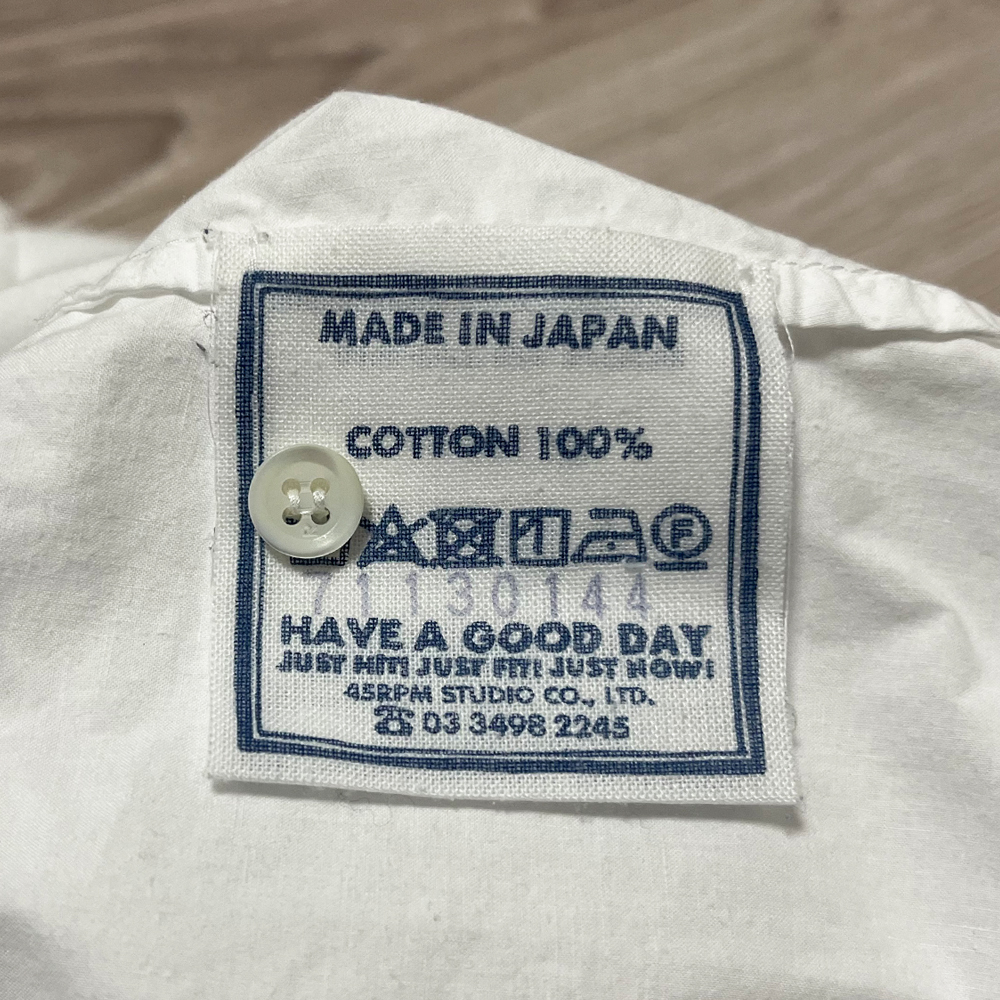 MADE IN JAPAN
COTTON 100%
1 F
71130144
HAVE A GOOD DAY
JUST HIT! JUST FIT! JUST NOW!
45RPM STUDIO CO., LTD.
☎ 03 3498 2245